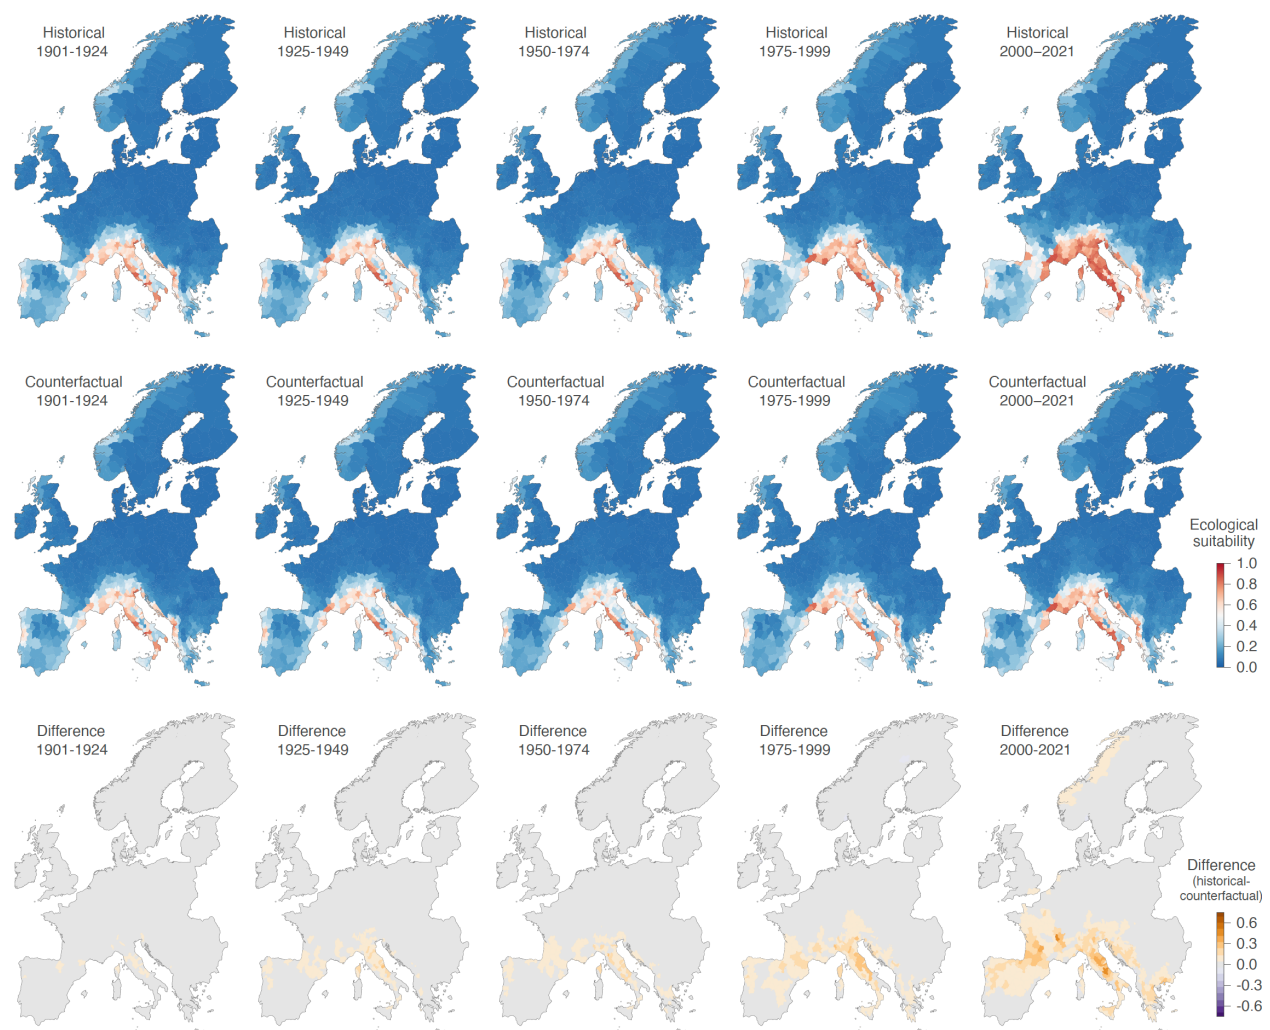 Historical
1901-1924
Historical
1925-1949
Historical
1950-1974
Historical
1975-1999
Historical
2000–2021
Counterfactual
1901-1924
Counterfactual
1925-1949
Counterfactual
1950-1974
Counterfactual
1975-1999
Counterfactual
2000–2021
Ecological
suitability
1.0
0.8
0.6
0.4
0.2
0.0
Difference
1901-1924
Difference
1925-1949
Difference
1950-1974
Difference
1975-1999
Difference
2000-2021
Difference
(historical-
counterfactual)
0.6
0.3
0.0
-0.3
-0.6